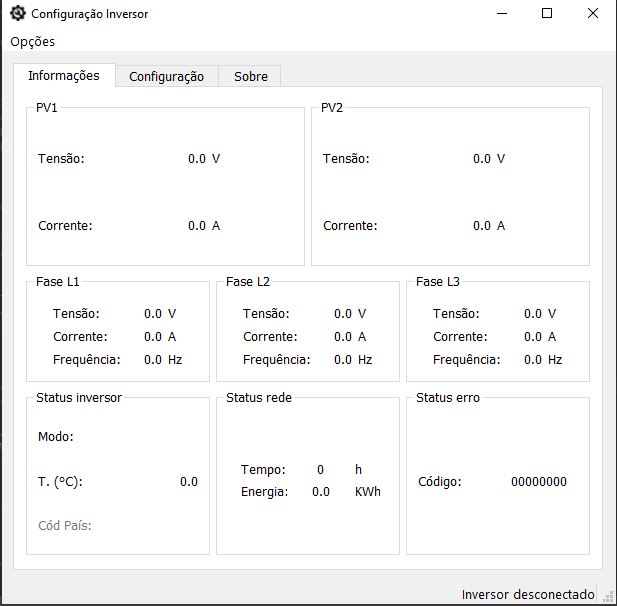 Configuração Inversor
Opções
Informações Configuração Sobre
PV1 PV2
Tensão: 0.0 V Tensão: 0.0 V
Corrente: 0.0 A Corrente: 0.0 A
Fase L1 Fase L2 Fase L3
Tensão: 0.0 V Tensão: 0.0 V Tensão: 0.0 V
Corrente: 0.0 A Corrente: 0.0 A Corrente: 0.0 A
Frequência: 0.0 Hz Frequência: 0.0 Hz Frequência: 0.0 Hz
Status inversor Status rede Status erro
Modo:
Tempo: 0 h
T. (ºC): 0.0 Código: 00000000
Energia: 0.0 KWh
Cód País:
Inversor desconectado